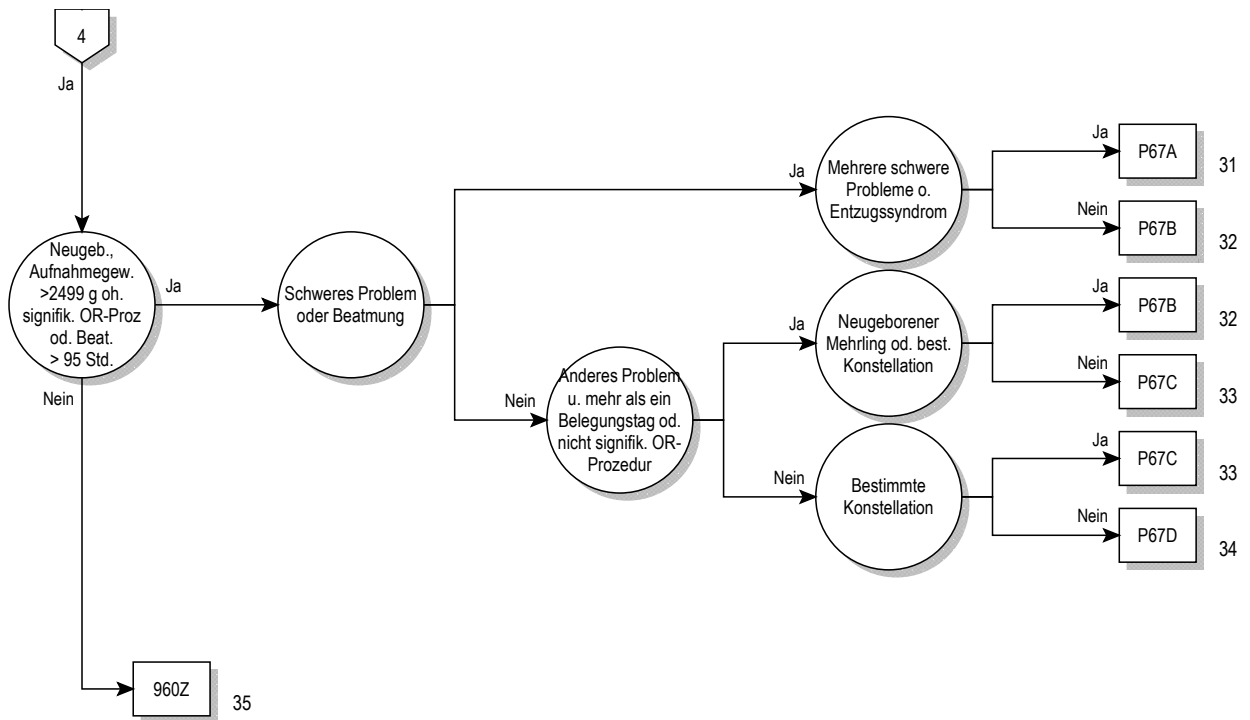 4
Ja
Neugeb.,
Aufnahmegew.
>2499 g oh.
signifik. OR-Proz
od. Beat.
> 95 Std.
Ja
Nein
Schweres Problem
oder Beatmung
Ja
Mehrere schwere
Probleme o.
Entzugssyndrom
Ja
P67A
31
Nein
P67B
32
Nein
Anderes Problem
u. mehr als ein
Belegungstag od.
nicht signifik. OR-
Prozedur
Ja
Neugeborener
Mehrling od. best.
Konstellation
Ja
P67B
32
Nein
P67C
33
Nein
Bestimmte
Konstellation
Ja
P67C
33
Nein
P67D
34
960Z
35